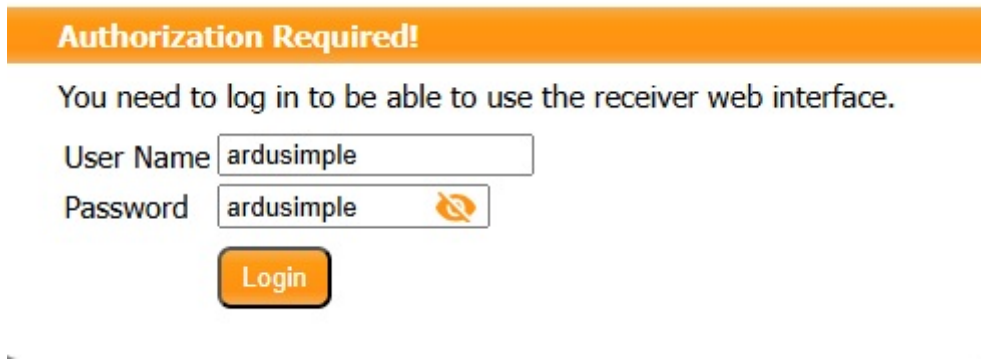 Authorization Required!
You need to log in to be able to use the receiver web interface.
User Name ardusimple
Password ardusimple
Login